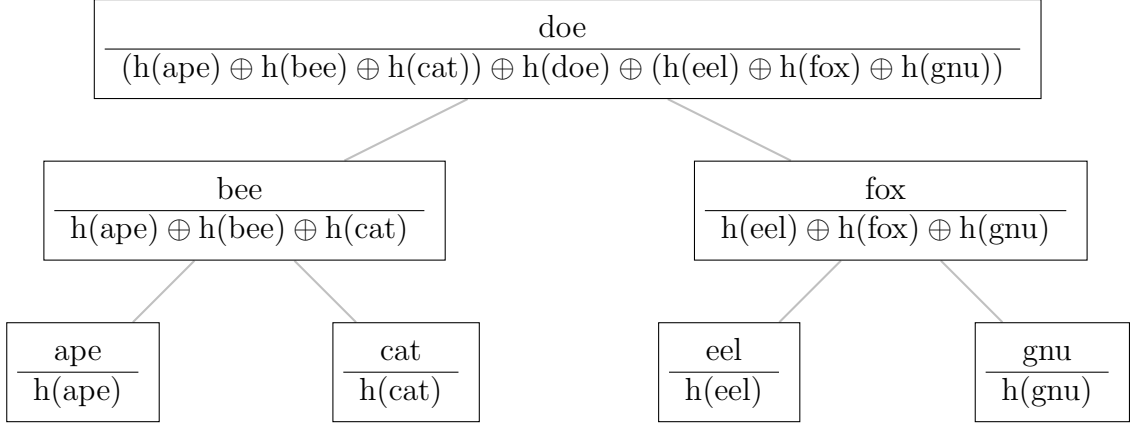 doe
(h(ape) ⊕ h(bee) ⊕ h(cat)) ⊕ h(doe) ⊕ (h(eel) ⊕ h(fox) ⊕ h(gnu))
bee
h(ape) ⊕ h(bee) ⊕ h(cat)
fox
h(eel) ⊕ h(fox) ⊕ h(gnu)
ape
h(ape)
cat
h(cat)
eel
h(eel)
gnu
h(gnu)